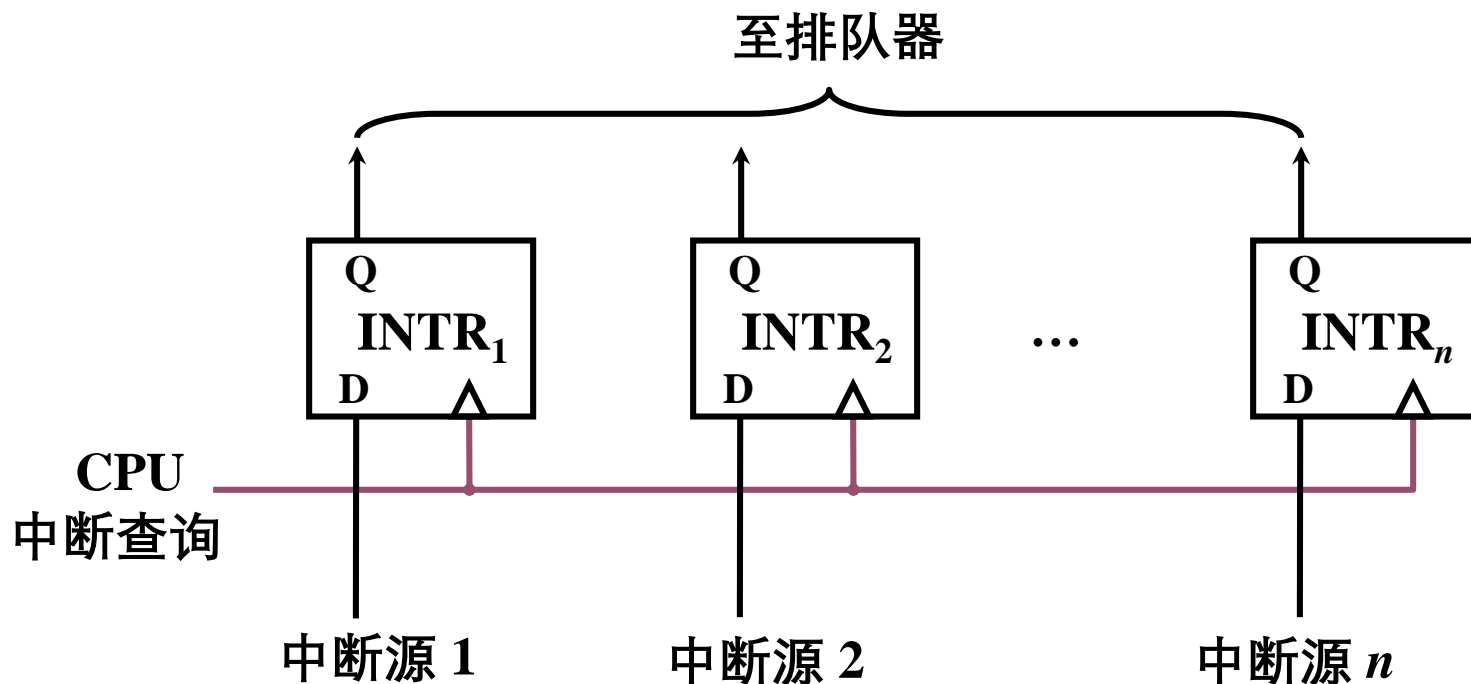 至排队器
Q Q Q
INTR₁ INTR₂ … INTRₙ
D D D
CPU
中断查询
中断源 1 中断源 2 中断源 n